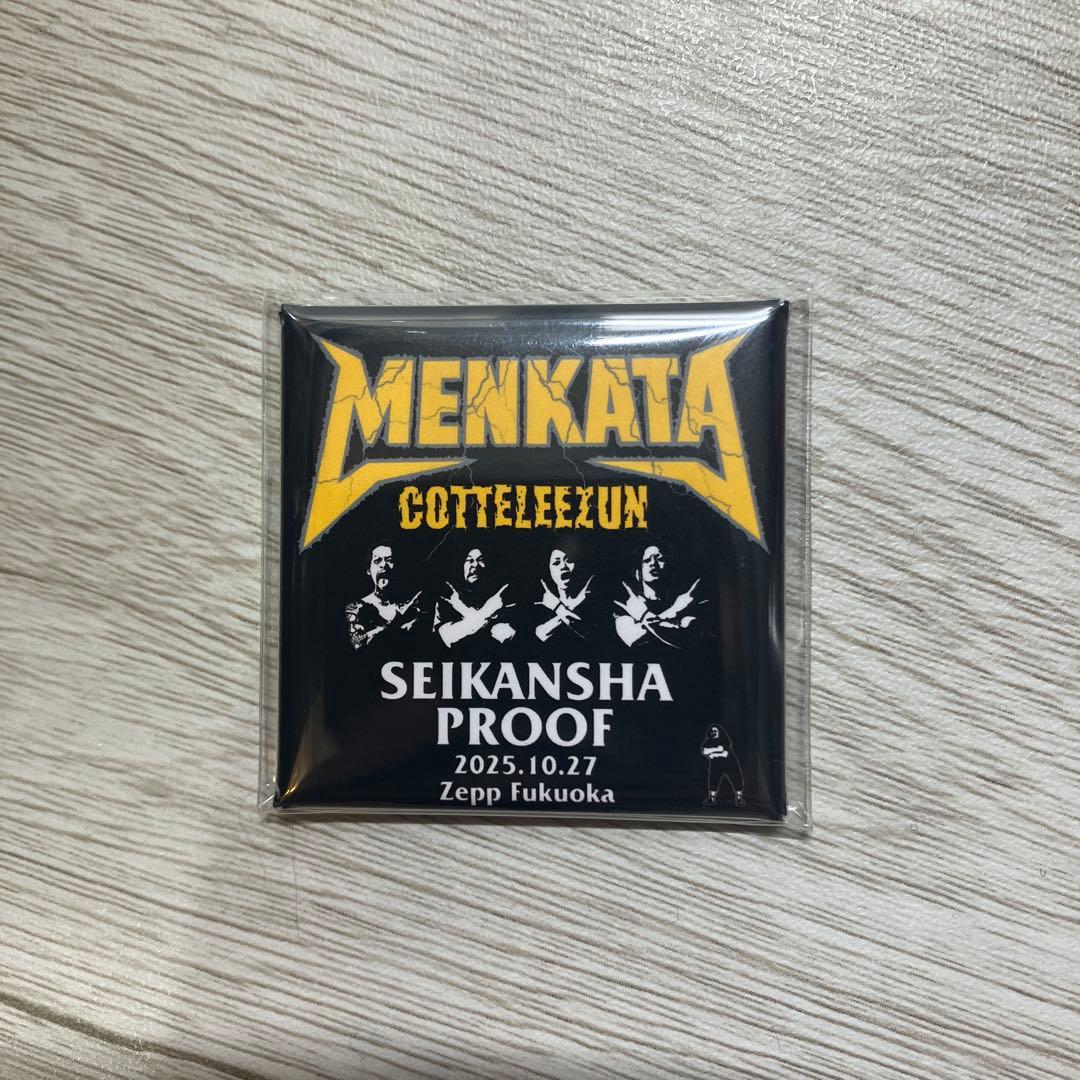 MENKATA
COTTELEEZUN
SEIKANSHA
PROOF
2025.10.27
Zepp Fukuoka